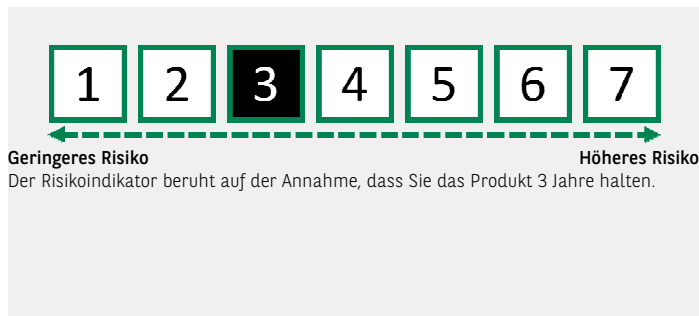 1 2 3 4 5 6 7
Geringeres Risiko Höheres Risiko
Der Risikoindikator beruht auf der Annahme, dass Sie das Produkt 3 Jahre halten.